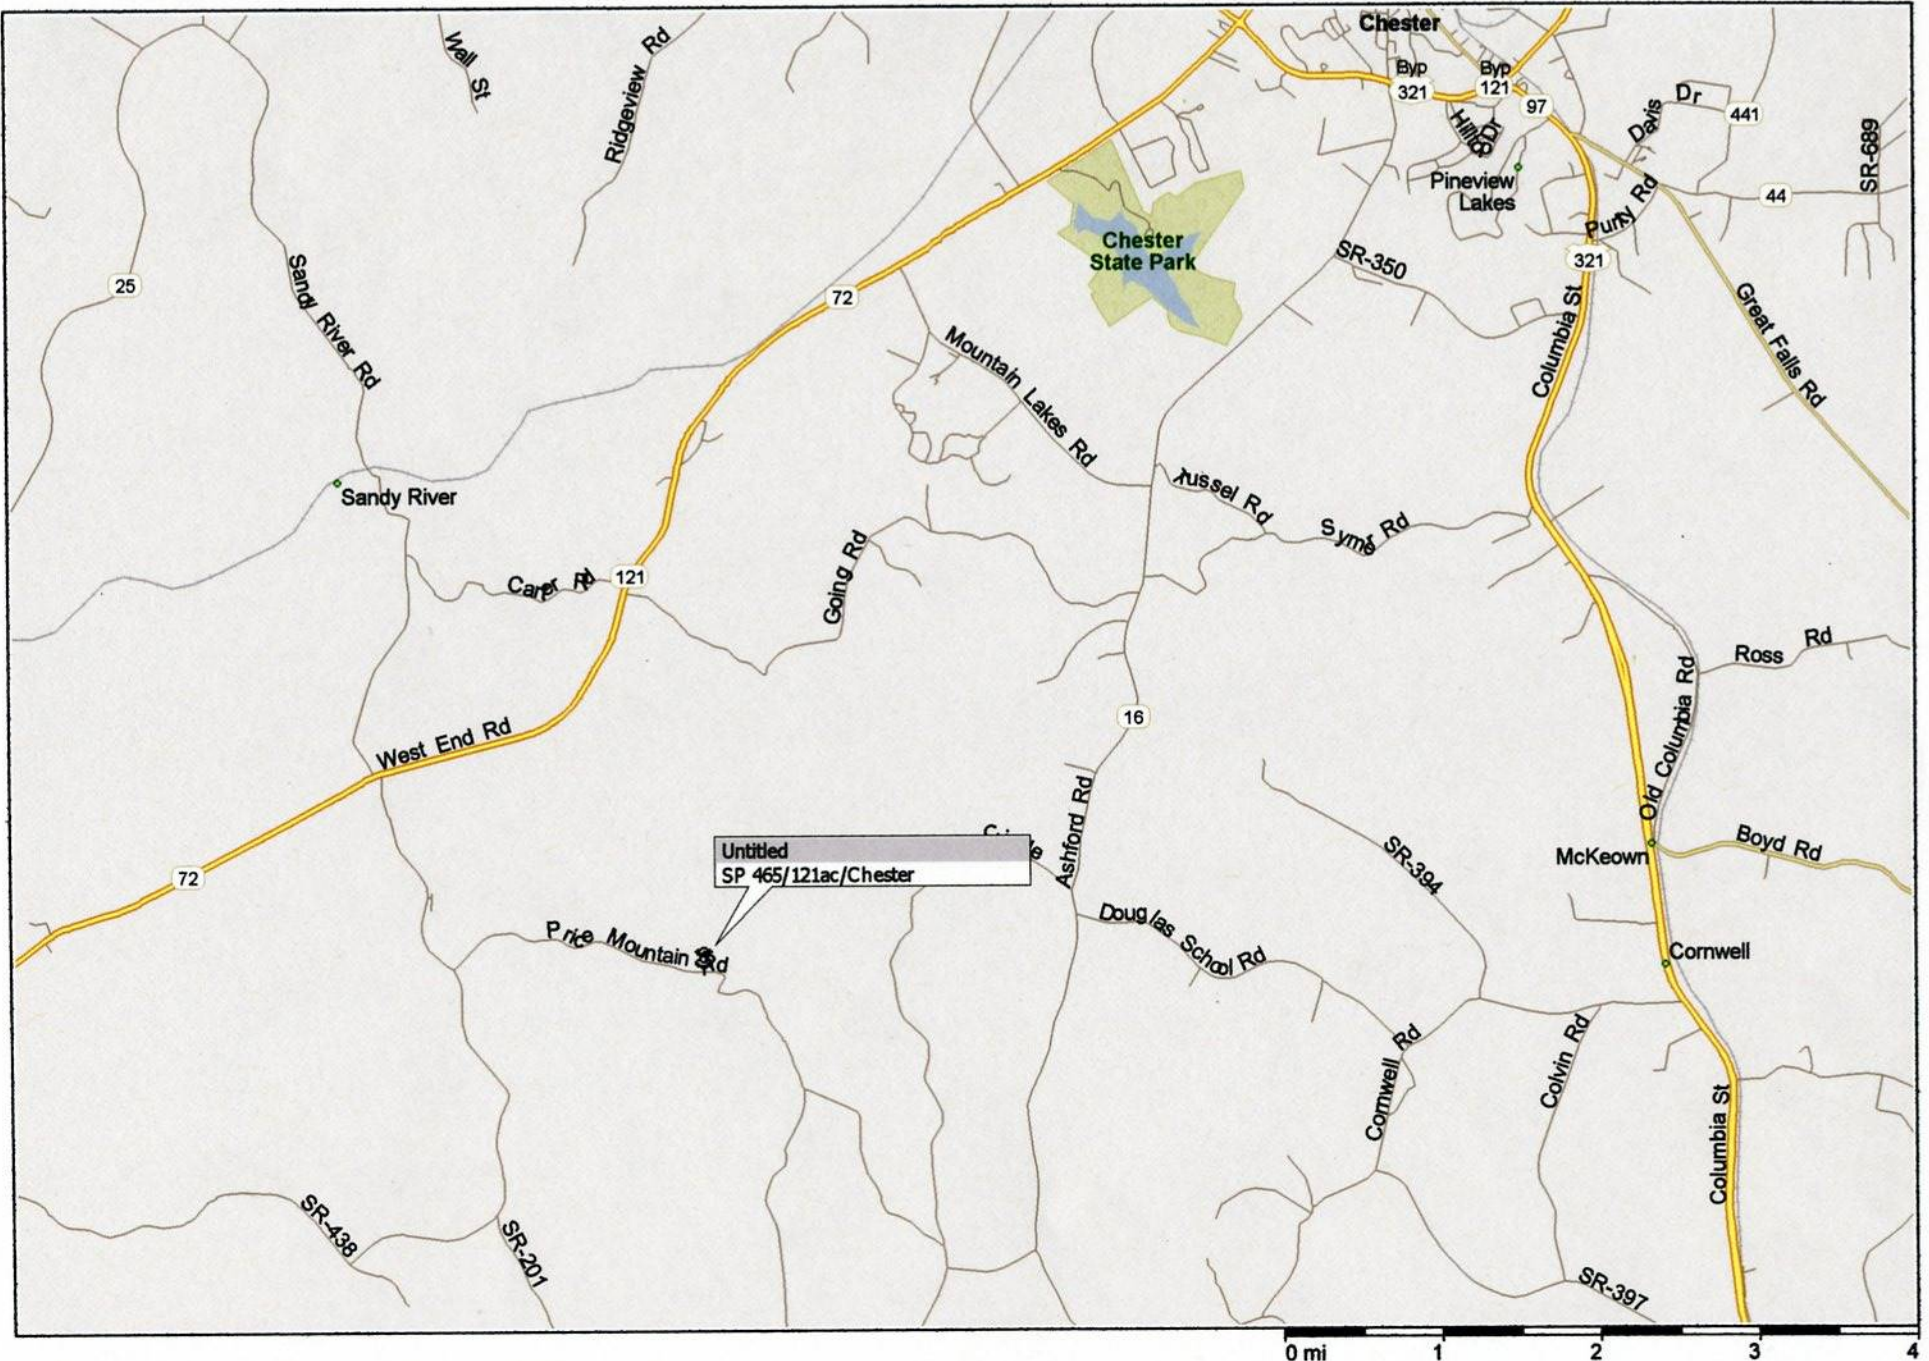 Chester
Wall St
Ridgeview Rd
Byp
321
Byp
121
97
Hilltop Dr
Davis Dr
441
SR-689
Pineview
Lakes
44
Purity Rd
321
SR-350
Chester
State Park
25
Sandy River Rd
72
Mountain Lakes Rd
Columbia St
Great Falls Rd
Sandy River
Russel Rd
Syms Rd
Carter Rd
121
Going Rd
Ross Rd
16
West End Rd
Old Columbia Rd
Ashford Rd
Untitled
SP 465/121ac/Chester
72
McKeown
Boyd Rd
SR-394
Price Mountain Rd
Douglas School Rd
Cornwell
Cornwell Rd
Colvin Rd
Columbia St
SR-438
SR-201
SR-397
0 mi 1 2 3 4